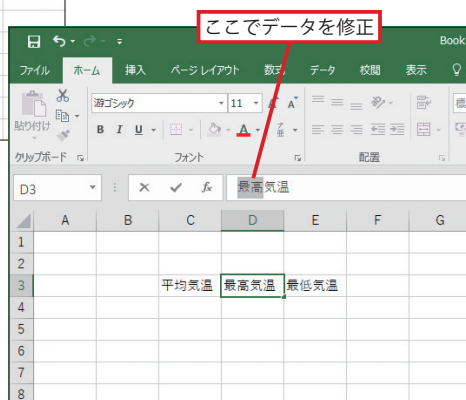 ここでデータを修正
Book
ファイル ホーム 挿入 ページ レイアウト 数式 データ 校閲 表示
貼り付け 游ゴシック 11 A A 標
B I U A
クリップボード フォント 配置
D3 fx 最高気温
A B C D E F G
1
2
3 平均気温 最高気温 最低気温
4
5
6
7
8